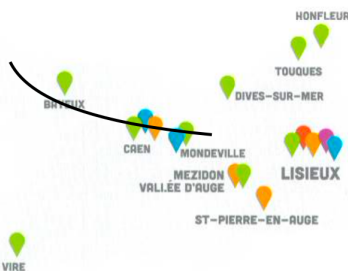 HONFLEUR
TOUQUES
DIVES-SUR-MER
BAYEUX
CAEN
MONDEVILLE
MEZIDON
VALLÉE D'AUGE
LISIEUX
ST-PIERRE-EN-AUGE
VIRE